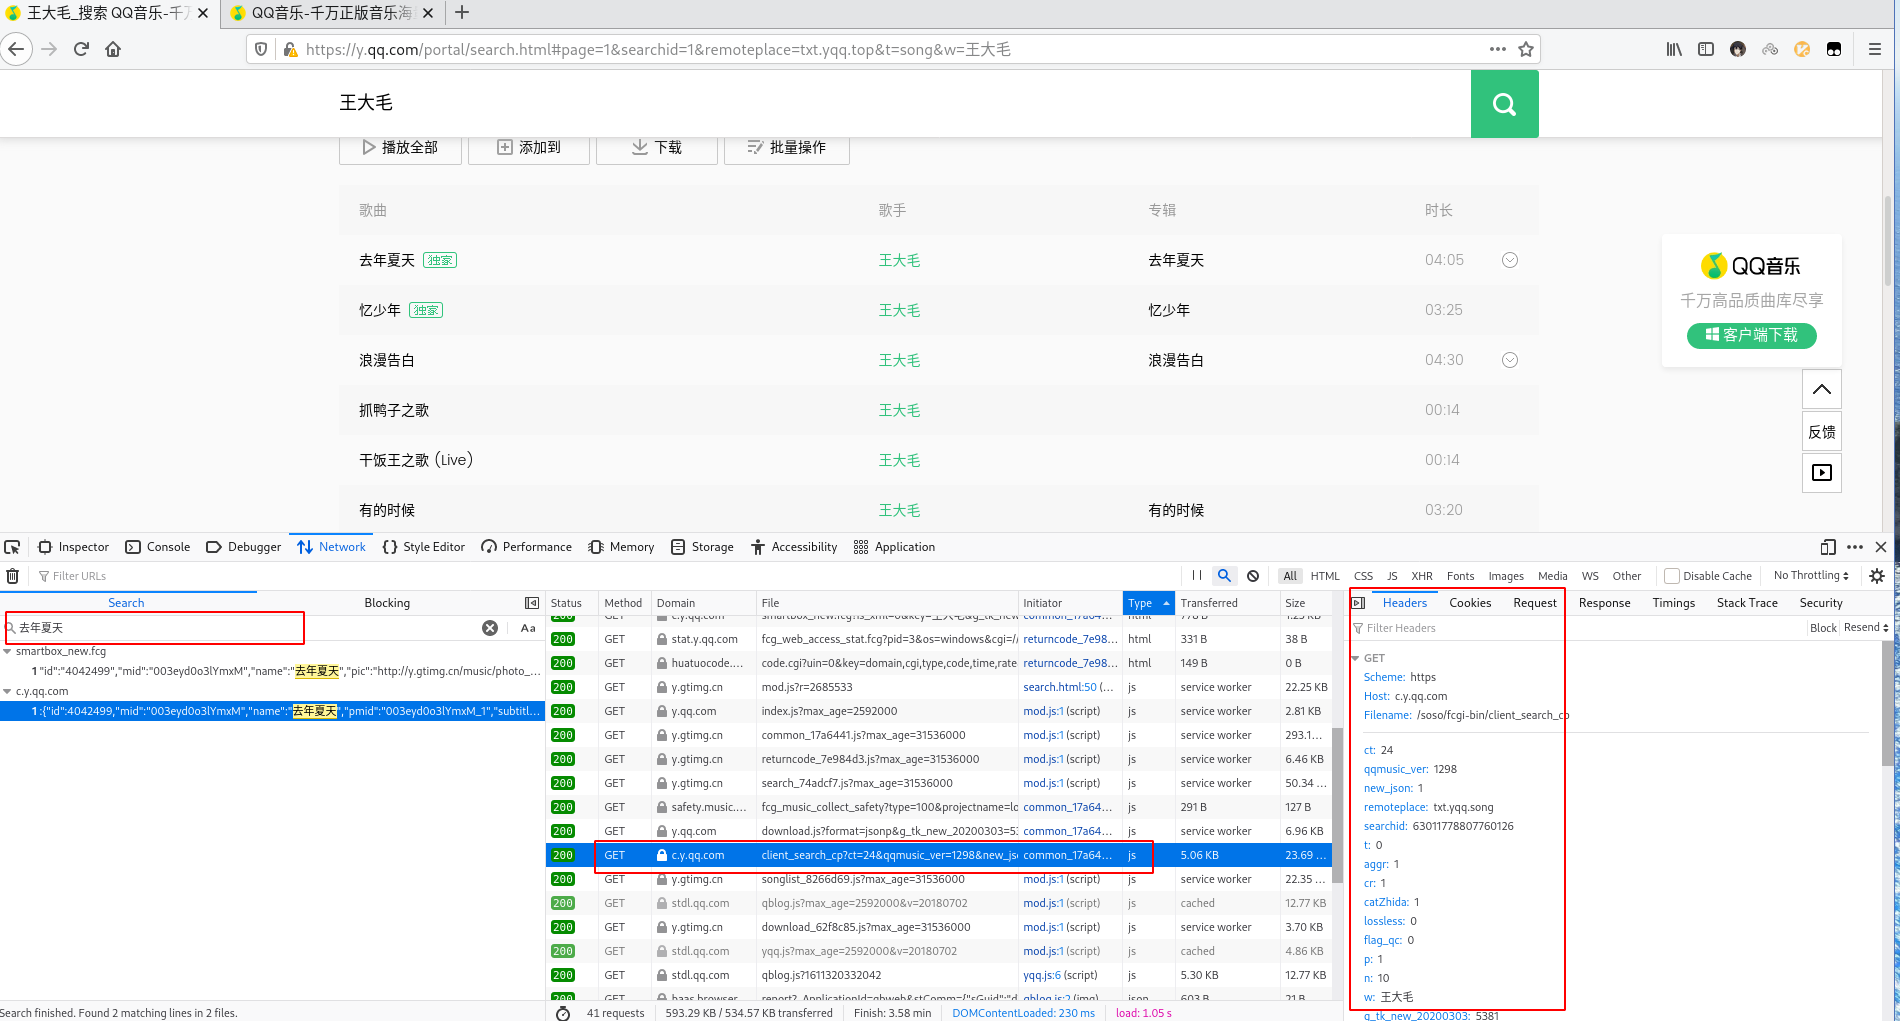 王大毛_搜索 QQ音乐-千万
QQ音乐-千万正版音乐海
https://y.qq.com/portal/search.html#page=1&searchid=1&remoteplace=txt.yqq.top&t=song&w=王大毛
王大毛
播放全部 添加到 下载 批量操作
歌曲 歌手 专辑 时长
去年夏天 独家 王大毛 去年夏天 04:05
忆少年 独家 王大毛 忆少年 03:25
浪漫告白 王大毛 浪漫告白 04:30
抓鸭子之歌 王大毛 00:14
干饭王之歌 (Live) 王大毛 00:14
有的时候 王大毛 有的时候 03:20
QQ音乐
千万高品质曲库尽享
客户端下载
反馈
Inspector Console Debugger Network Style Editor Performance Memory Storage Accessibility Application
Filter URLs
All HTML CSS JS XHR Fonts Images Media WS Other Disable Cache No Throttling
Search Blocking
去年夏天 Aa
smartbox_new.fcg
1 "id":"4042499","mid":"003eyd0o3lYmxM","name":"去年夏天","pic":"http://y.gtimg.cn/music/photo_...
c.y.qq.com
1 :{"id":4042499,"mid":"003eyd0o3lYmxM","name":"去年夏天","pmid":"003eyd0o3lYmxM_1","subtitl...
Search finished. Found 2 matching lines in 2 files.
Status Method Domain File Initiator Type Transferred Size
200 GET stat.y.qq.com fcg_web_access_stat.fcg?pid=3&os=windows&cgi=// returncode_7e98... html 331 B 38 B
200 GET huatuocode.... code.cgi?uin=0&key=domain,cgi,type,code,time,rate returncode_7e98... html 149 B 0 B
200 GET y.gtimg.cn mod.js?r=2685533 search.html:50 (... js service worker 22.25 KB
200 GET y.qq.com index.js?max_age=2592000 mod.js:1 (script) js service worker 2.81 KB
200 GET y.gtimg.cn common_17a6441.js?max_age=31536000 mod.js:1 (script) js service worker 293.1...
200 GET y.gtimg.cn returncode_7e984d3.js?max_age=31536000 mod.js:1 (script) js service worker 6.46 KB
200 GET y.gtimg.cn search_74adcf7.js?max_age=31536000 mod.js:1 (script) js service worker 50.34 ...
200 GET safety.music.... fcg_music_collect_safety?type=100&projectname=lo common_17a64... js 291 B 127 B
200 GET y.qq.com download.js?format=jsonp&g_tk_new_20200303=53 common_17a64... js service worker 6.96 KB
200 GET c.y.qq.com client_search_cp?ct=24&qqmusic_ver=1298&new_js common_17a64... js 5.06 KB 23.69 ...
200 GET y.gtimg.cn songlist_8266d69.js?max_age=31536000 mod.js:1 (script) js service worker 22.35 ...
200 GET stdl.qq.com qblog.js?max_age=2592000&v=20180702 mod.js:1 (script) js cached 12.77 KB
200 GET y.gtimg.cn download_62f8c85.js?max_age=31536000 mod.js:1 (script) js service worker 3.70 KB
200 GET stdl.qq.com yqq.js?max_age=2592000&v=20180702 mod.js:1 (script) js cached 4.86 KB
200 GET stdl.qq.com qblog.js?1611320332042 yqq.js:6 (script) js 5.30 KB 12.77 KB
41 requests 593.29 KB / 534.57 KB transferred Finish: 3.58 min DOMContentLoaded: 230 ms load: 1.05 s
Headers Cookies Request Response Timings Stack Trace Security
Filter Headers Block Resend
GET
Scheme: https
Host: c.y.qq.com
Filename: /soso/fcgi-bin/client_search_cp
ct: 24
qqmusic_ver: 1298
new_json: 1
remoteplace: txt.yqq.song
searchid: 63011778807760126
t: 0
aggr: 1
cr: 1
catZhida: 1
lossless: 0
flag_qc: 0
p: 1
n: 10
w: 王大毛
g_tk_new_20200303: 5381